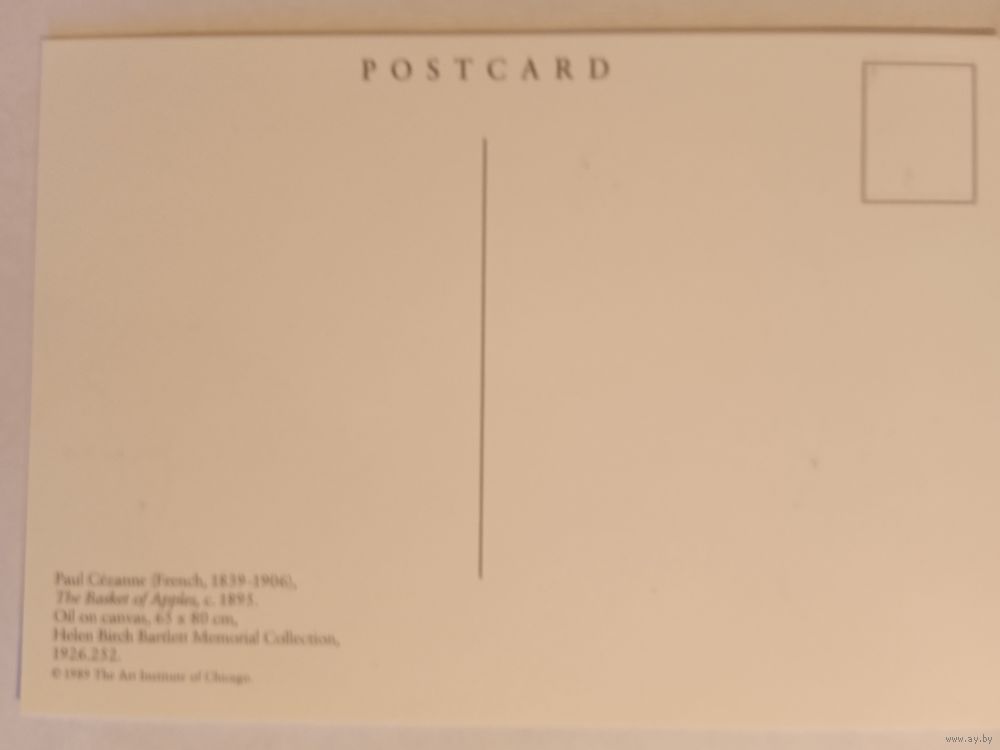 POSTCARD
Paul Cézanne (French, 1839-1906),
The Basket of Apples, c. 1895.
Oil on canvas, 65 x 80 cm,
Helen Birch Bartlett Memorial Collection,
1926.252.
© 1989 The Art Institute of Chicago.
www.ay.by